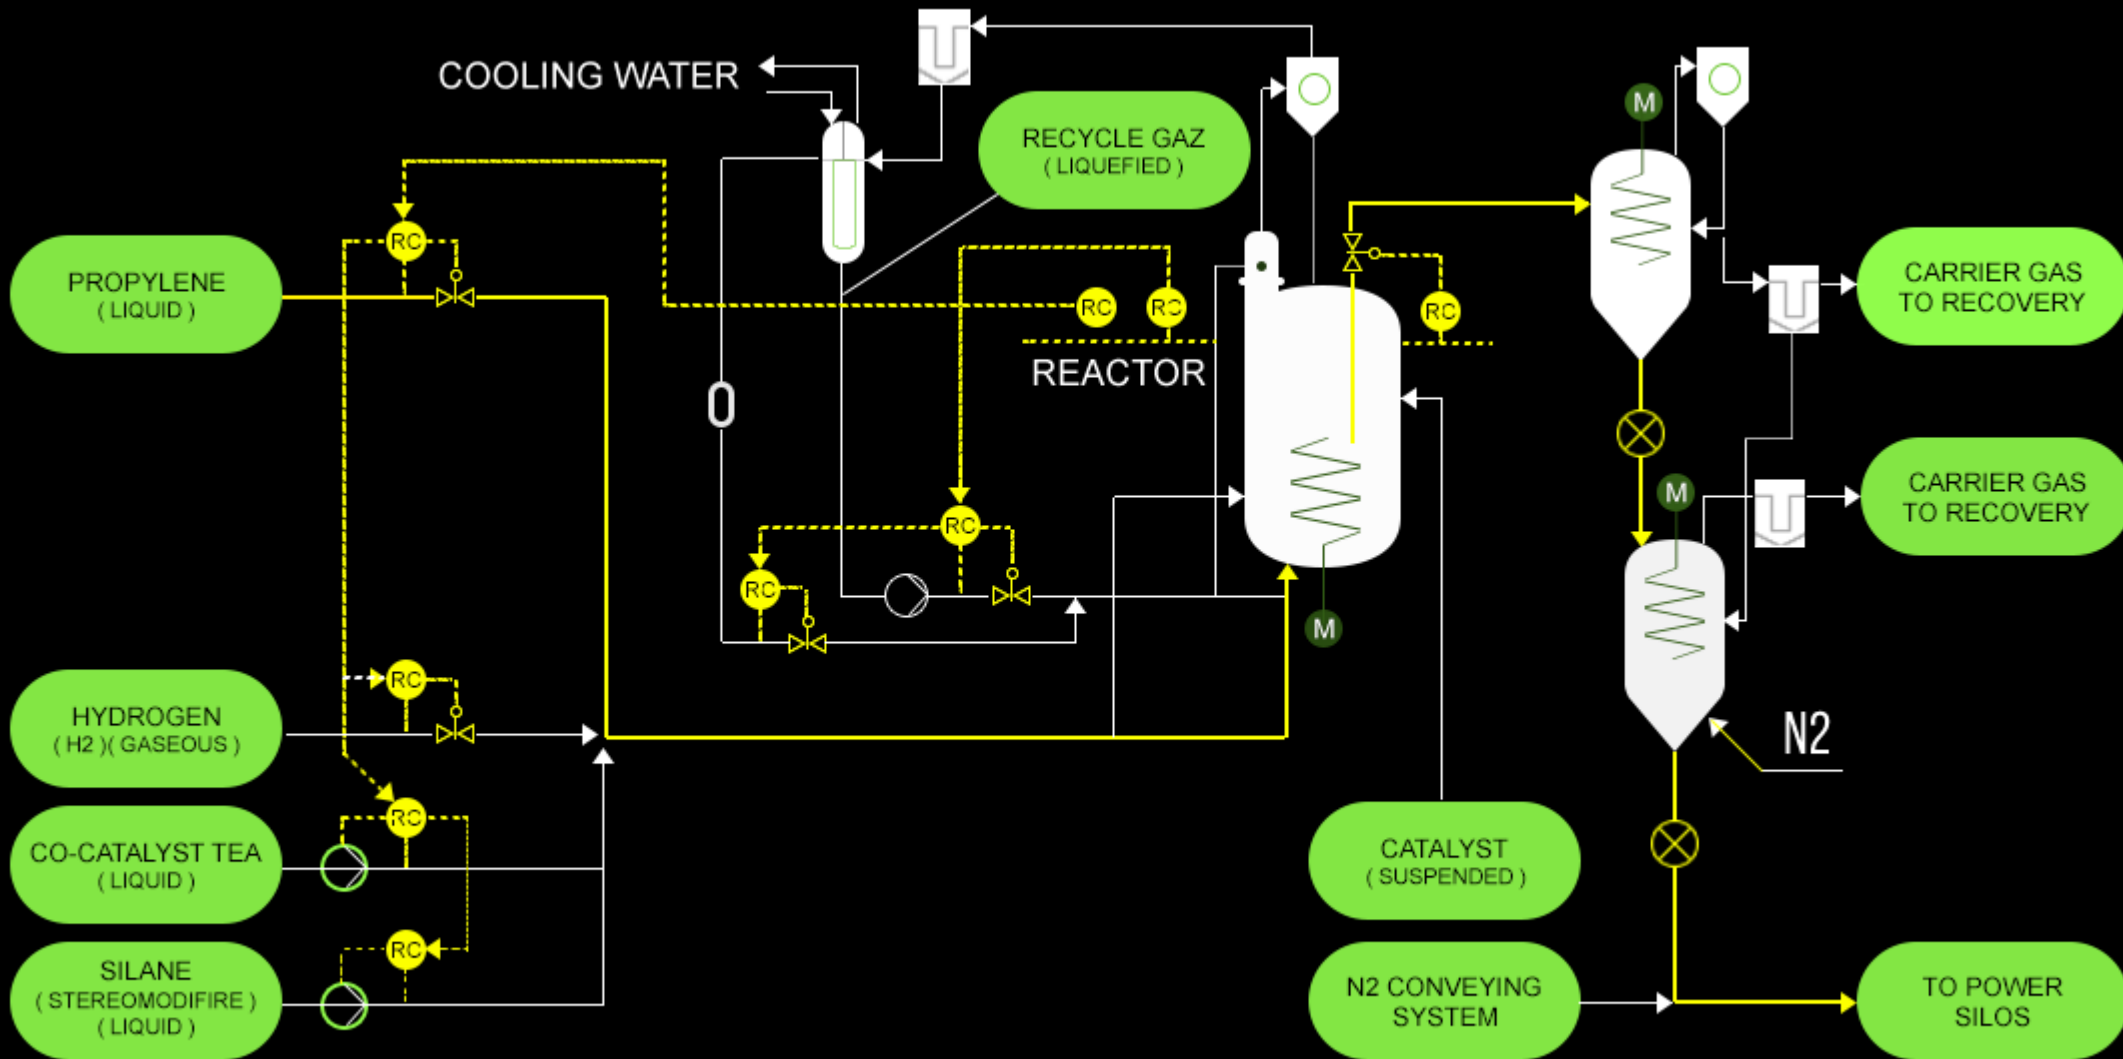 COOLING WATER
RECYCLE GAZ
( LIQUEFIED )
M
RC
PROPYLENE
( LIQUID )
RC
RC
RC
CARRIER GAS
TO RECOVERY
REACTOR
CARRIER GAS
TO RECOVERY
M
RC
RC
M
RC
HYDROGEN
( H2 )( GASEOUS )
N2
RC
CO-CATALYST TEA
( LIQUID )
CATALYST
( SUSPENDED )
RC
SILANE
( STEREOMODIFIRE )
( LIQUID )
N2 CONVEYING
SYSTEM
TO POWER
SILOS